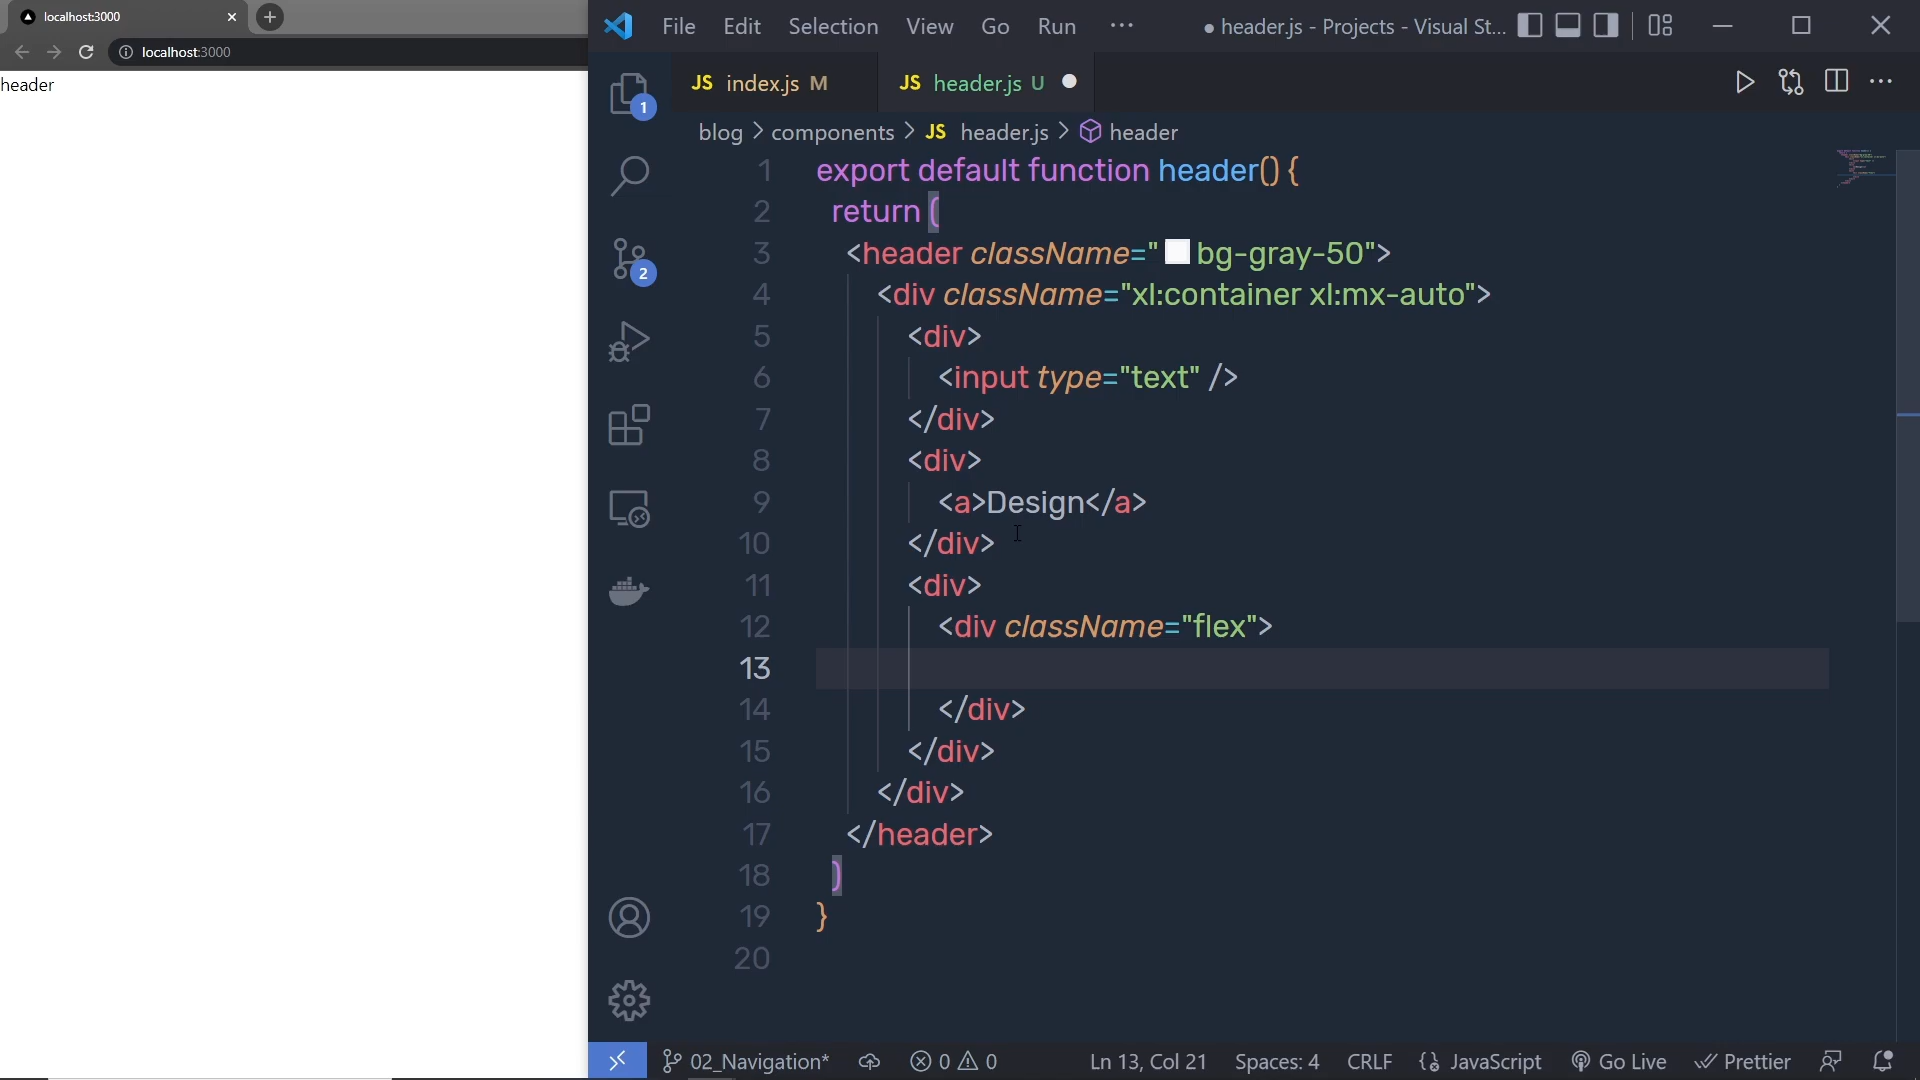 localhost:3000
localhost:3000
header
File Edit Selection View Go Run ··· ● header.js - Projects - Visual St...
JS index.js M JS header.js U ●
blog > components > JS header.js > header
1 export default function header() {
2 return (
3 <header className="bg-gray-50">
4 <div className="xl:container xl:mx-auto">
5 <div>
6 <input type="text" />
7 </div>
8 <div>
9 <a>Design</a>
10 </div>
11 <div>
12 <div className="flex">
13
14 </div>
15 </div>
16 </div>
17 </header>
18 )
19 }
20
1
2
02_Navigation* 0 0 Ln 13, Col 21 Spaces: 4 CRLF {} JavaScript Go Live Prettier